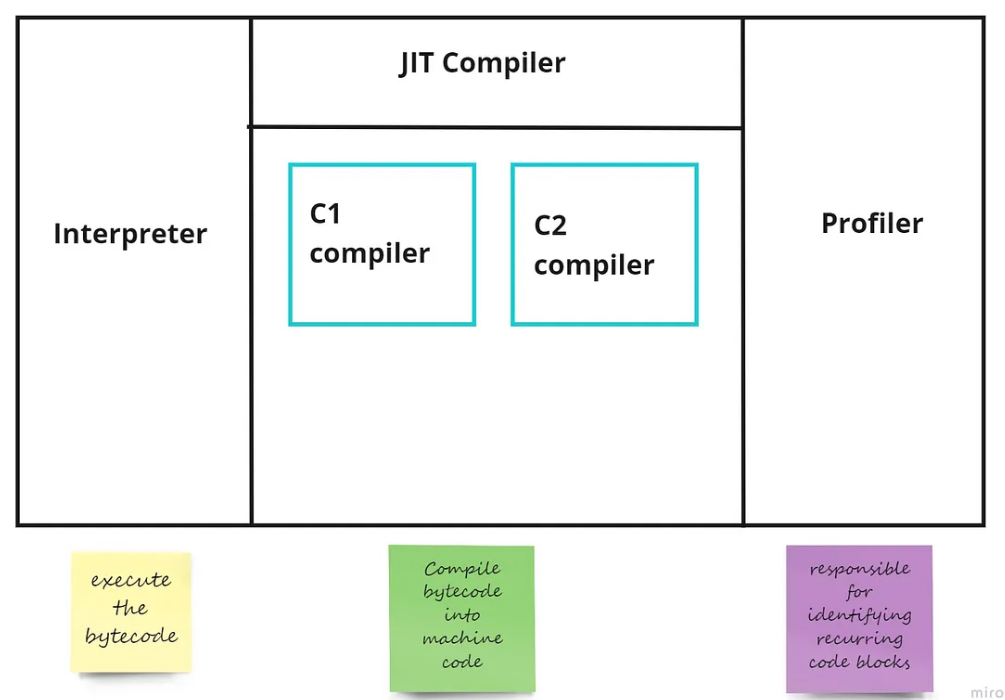 JIT Compiler
Interpreter
C1
compiler
C2
compiler
Profiler
execute
the
bytecode
Compile
bytecode
into
machine
code
responsible
for
identifying
recurring
code blocks
miro